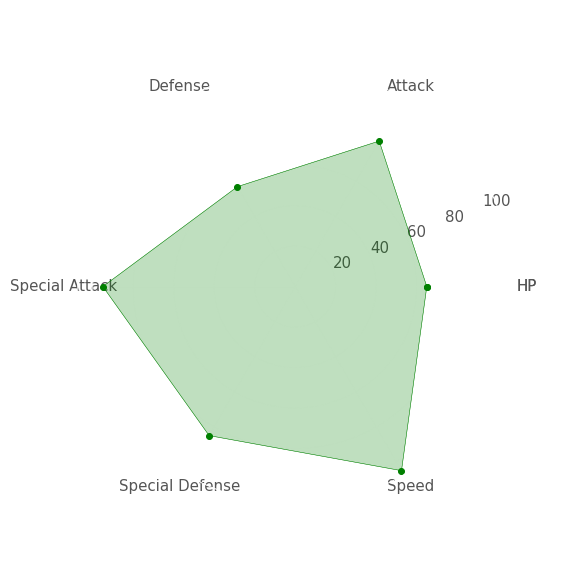 Defense
Attack
100
80
60
40
20
Special Attack
HP
Special Defense
Speed